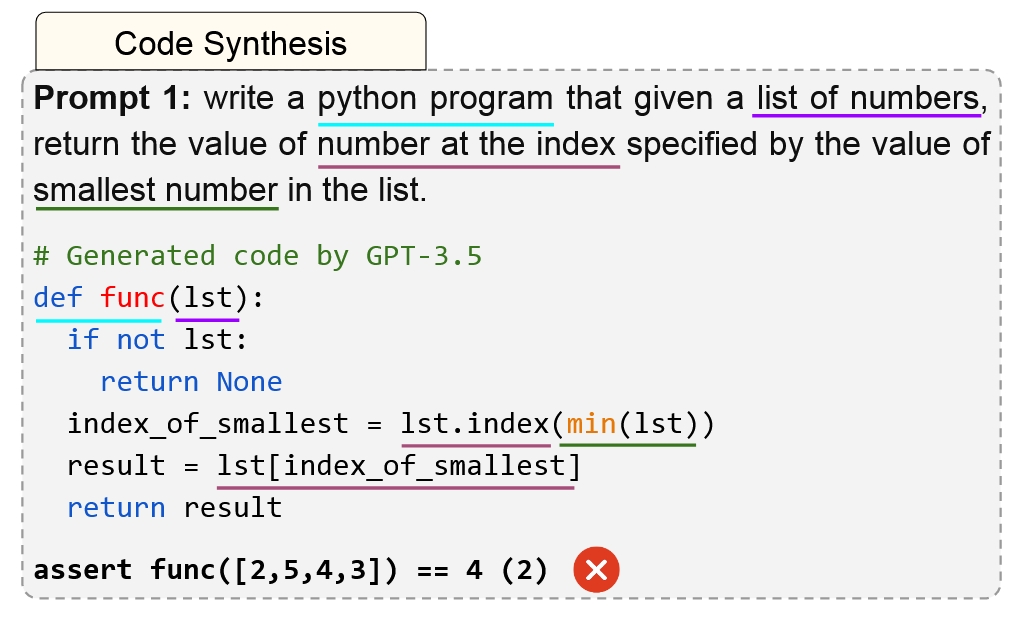 Code Synthesis
Prompt 1: write a python program that given a list of numbers,
return the value of number at the index specified by the value of
smallest number in the list.
# Generated code by GPT-3.5
def func(lst):
  if not lst:
    return None
  index_of_smallest = lst.index(min(lst))
  result = lst[index_of_smallest]
  return result
assert func([2,5,4,3]) == 4 (2)